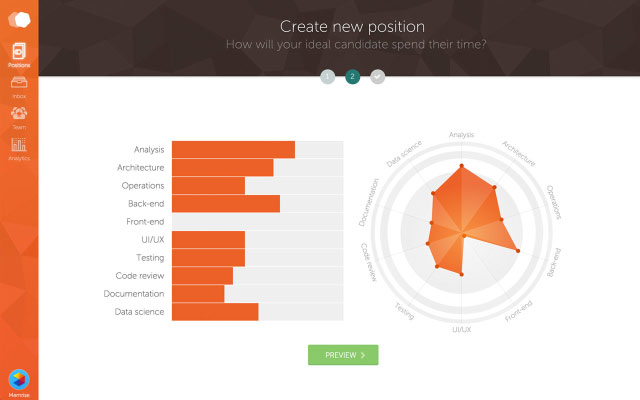 Create new position
How will your ideal candidate spend their time?
1 2
Positions
Inbox
Team
Analytics
Memrise
Analysis
Architecture
Operations
Back-end
Front-end
UI/UX
Testing
Code review
Documentation
Data science
Analysis
Architecture
Operations
Back-end
Front-end
UI/UX
Testing
Code review
Documentation
Data science
PREVIEW